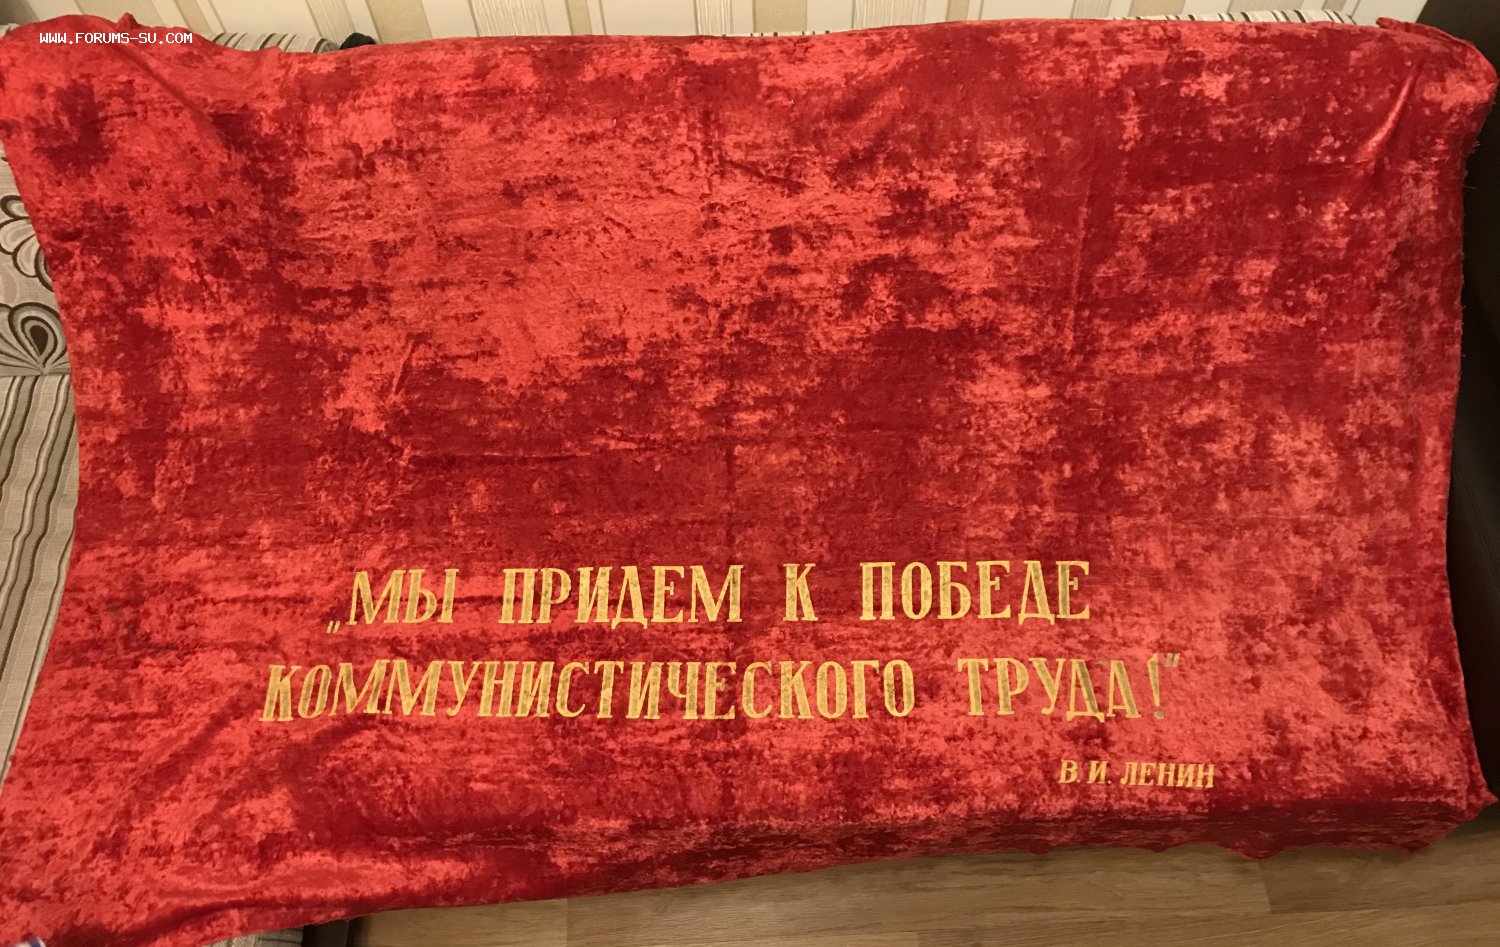 WWW.FORUMS-SU.COM
„МЫ ПРИДЕМ К ПОБЕДЕ
КОММУНИСТИЧЕСКОГО ТРУДА!"
В. И. ЛЕНИН